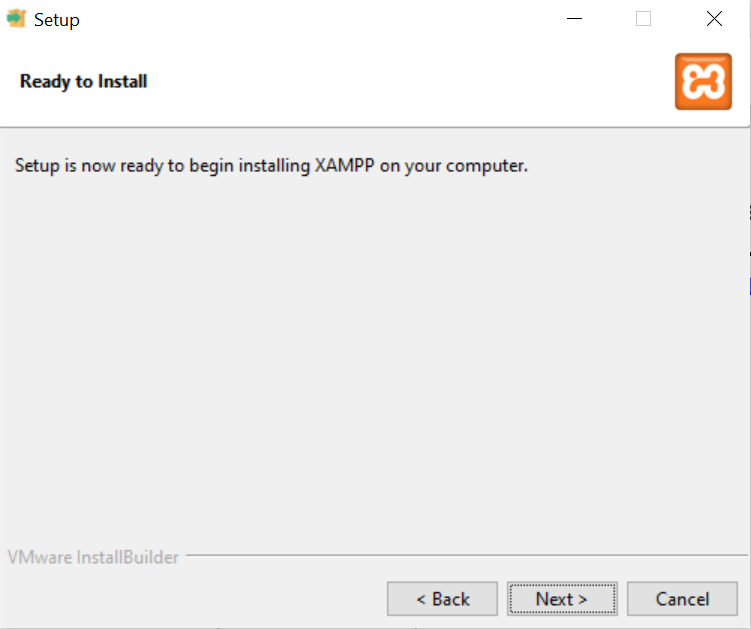 Setup
Ready to Install
Setup is now ready to begin installing XAMPP on your computer.
VMware InstallBuilder
< Back
Next >
Cancel